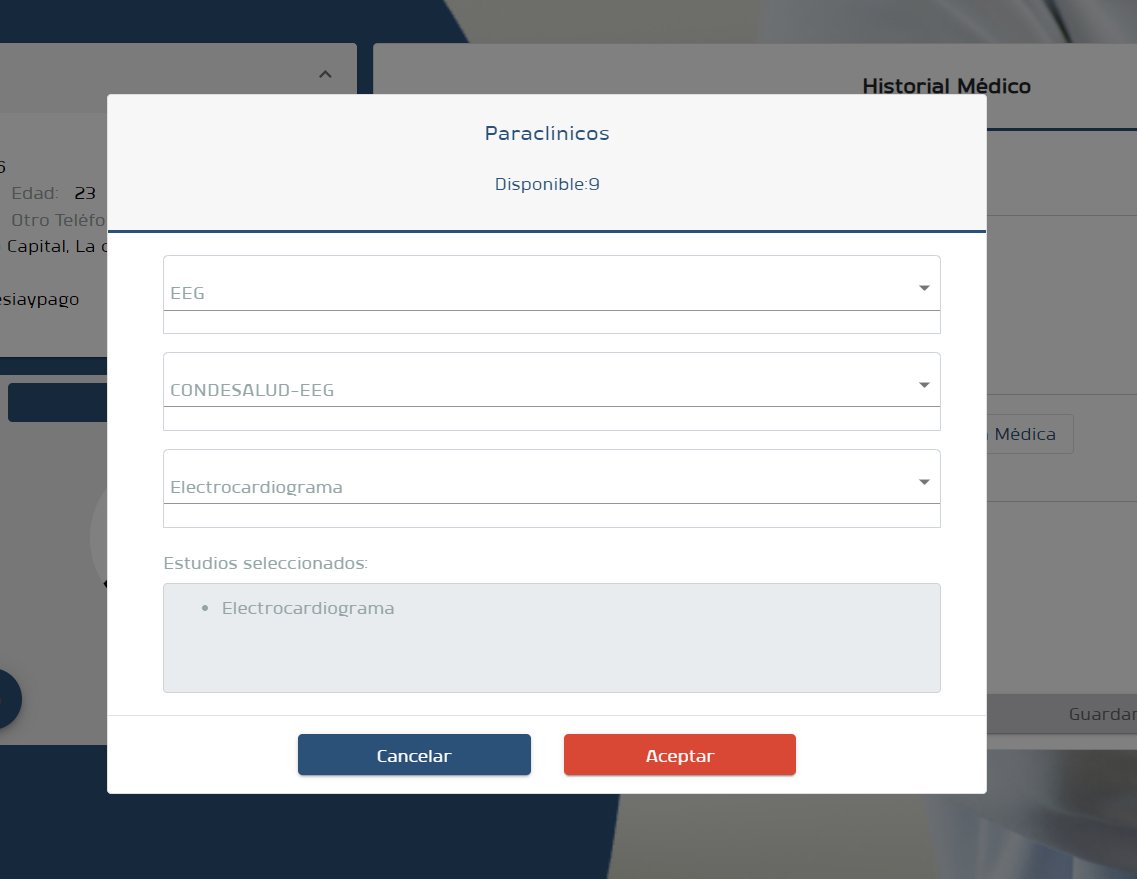 Historial Médico
Paraclínicos
Disponible:9
6
Edad: 23
Otro Teléfo
Capital, La c
esiaypago
EEG
CONDESALUD-EEG
Electrocardiograma
Médica
Estudios seleccionados:
• Electrocardiograma
Guardar
Cancelar
Aceptar